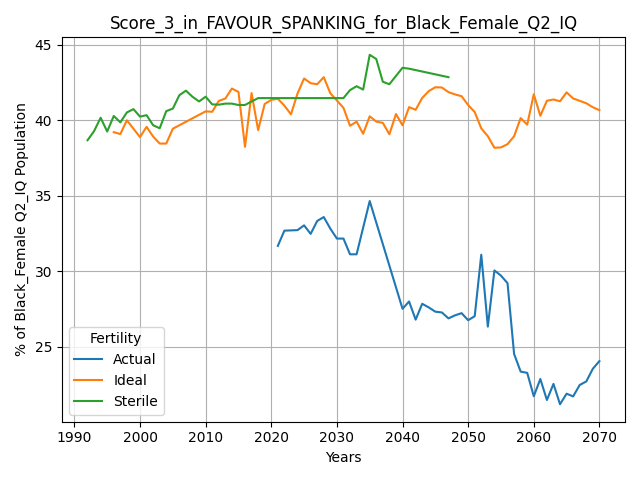 Score_3_in_FAVOUR_SPANKING_for_Black_Female_Q2_IQ
% of Black_Female Q2_IQ Population
45
40
35
30
25
Fertility
Actual
Ideal
Sterile
1990 2000 2010 2020 2030 2040 2050 2060 2070
Years